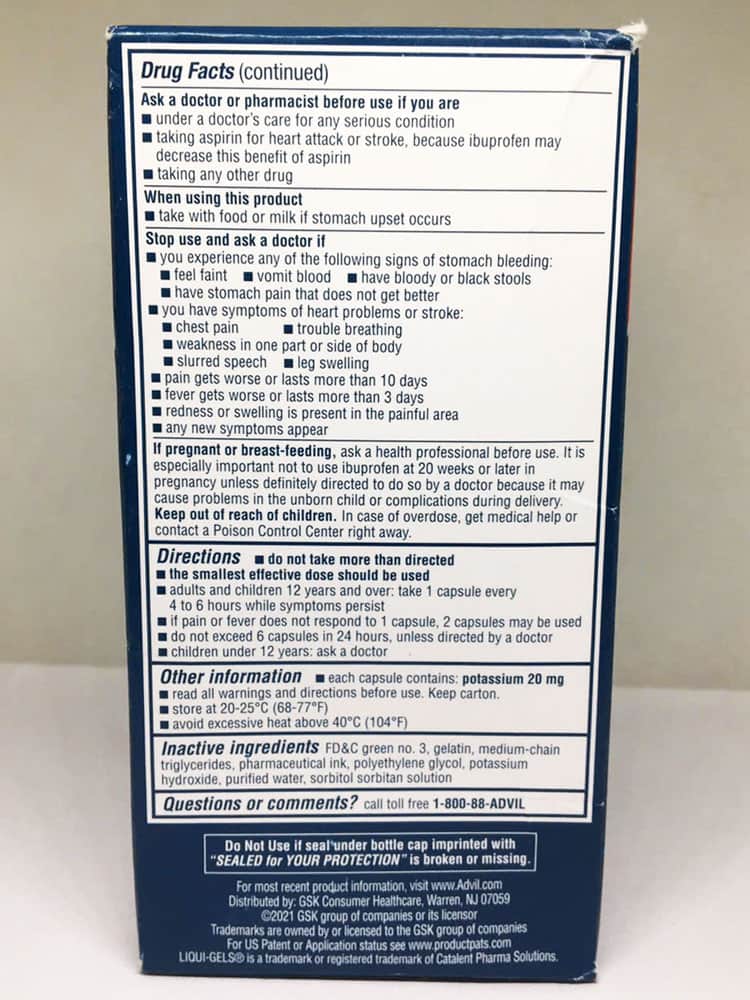 Drug Facts (continued)
Ask a doctor or pharmacist before use if you are
■ under a doctor's care for any serious condition
■ taking aspirin for heart attack or stroke, because ibuprofen may
decrease this benefit of aspirin
■ taking any other drug
When using this product
■ take with food or milk if stomach upset occurs
Stop use and ask a doctor if
■ you experience any of the following signs of stomach bleeding:
■ feel faint ■ vomit blood ■ have bloody or black stools
■ have stomach pain that does not get better
■ you have symptoms of heart problems or stroke:
■ chest pain ■ trouble breathing
■ weakness in one part or side of body
■ slurred speech ■ leg swelling
■ pain gets worse or lasts more than 10 days
■ fever gets worse or lasts more than 3 days
■ redness or swelling is present in the painful area
■ any new symptoms appear
If pregnant or breast-feeding, ask a health professional before use. It is
especially important not to use ibuprofen at 20 weeks or later in
pregnancy unless definitely directed to do so by a doctor because it may
cause problems in the unborn child or complications during delivery.
Keep out of reach of children. In case of overdose, get medical help or
contact a Poison Control Center right away.
Directions ■ do not take more than directed
■ the smallest effective dose should be used
■ adults and children 12 years and over: take 1 capsule every
4 to 6 hours while symptoms persist
■ if pain or fever does not respond to 1 capsule, 2 capsules may be used
■ do not exceed 6 capsules in 24 hours, unless directed by a doctor
■ children under 12 years: ask a doctor
Other information ■ each capsule contains: potassium 20 mg
■ read all warnings and directions before use. Keep carton.
■ store at 20-25°C (68-77°F)
■ avoid excessive heat above 40°C (104°F)
Inactive ingredients FD&C green no. 3, gelatin, medium-chain
triglycerides, pharmaceutical ink, polyethylene glycol, potassium
hydroxide, purified water, sorbitol sorbitan solution
Questions or comments? call toll free 1-800-88-ADVIL
Do Not Use if seal under bottle cap imprinted with
"SEALED for YOUR PROTECTION" is broken or missing.
For most recent product information, visit www.Advil.com
Distributed by: GSK Consumer Healthcare, Warren, NJ 07059
©2021 GSK group of companies or its licensor
Trademarks are owned by or licensed to the GSK group of companies
For US Patent or Application status see www.productpats.com
LIQUI-GELS® is a trademark or registered trademark of Catalent Pharma Solutions.